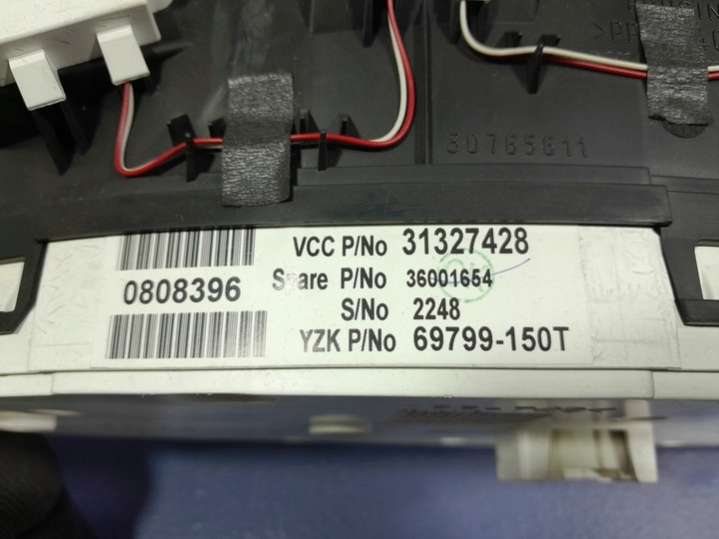 30765611
VCC P/No 31327428
0808396
Spare P/No 36001654
S/No 2248
YZK P/No 69799-150T